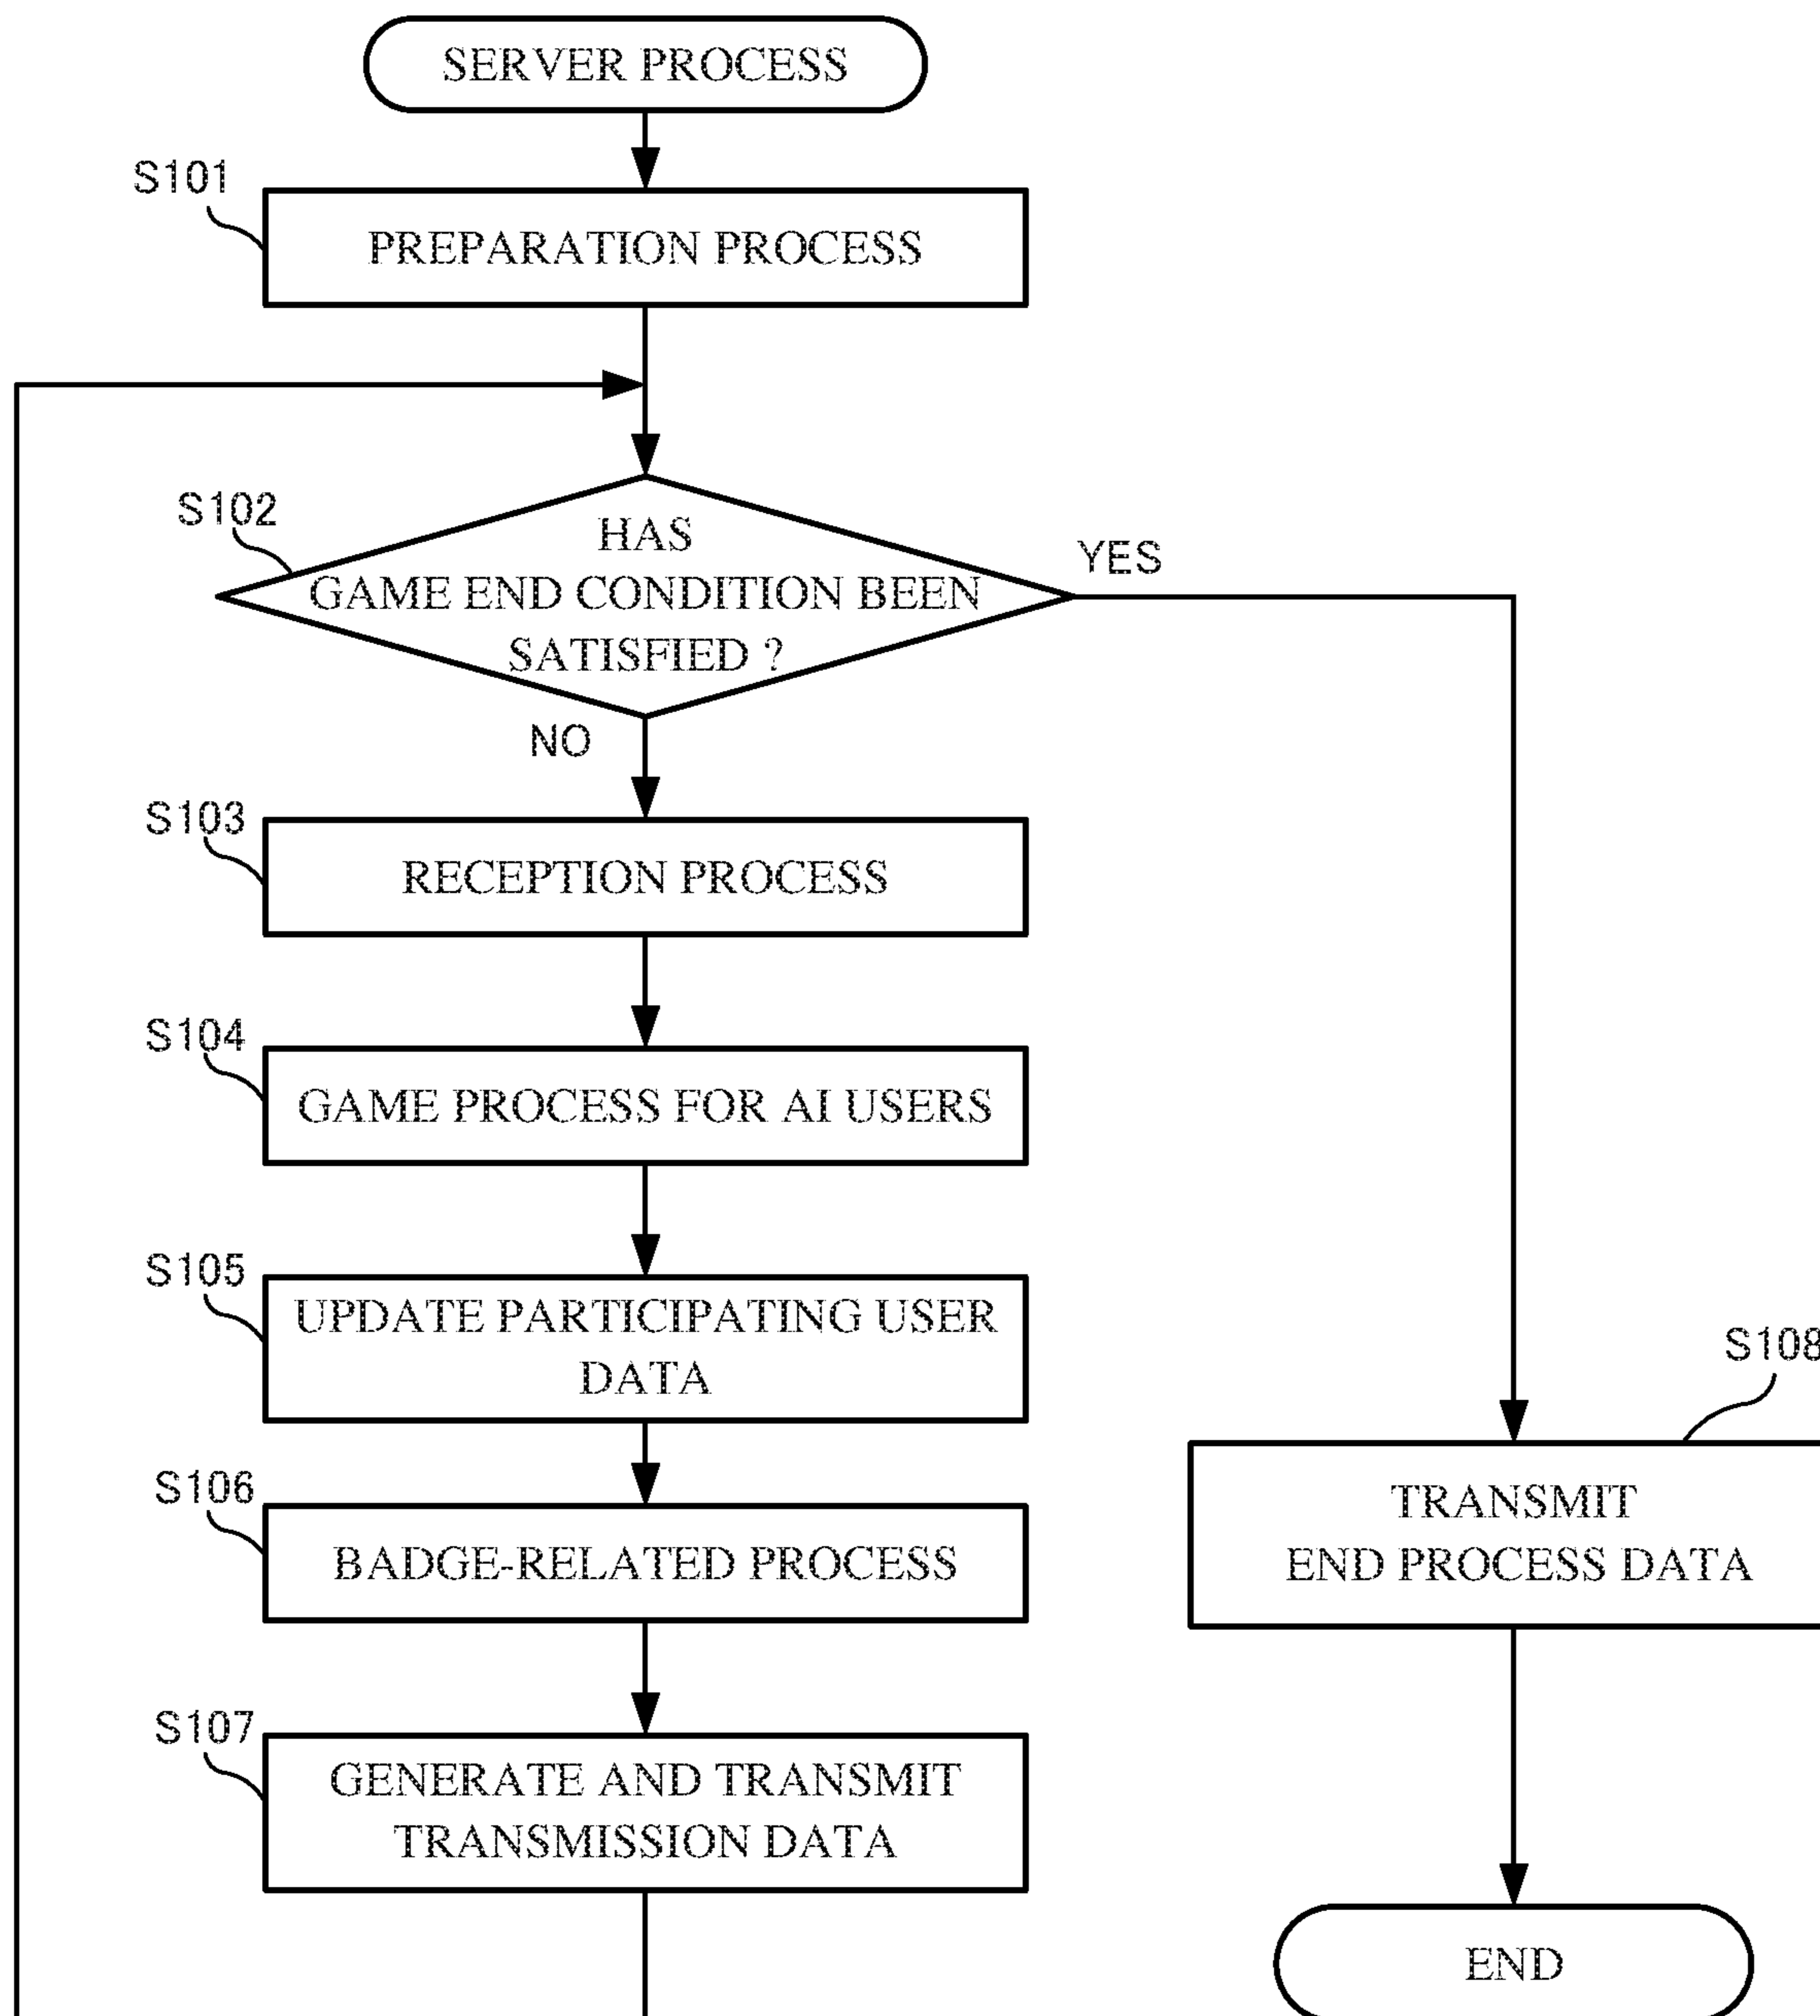 SERVER PROCESS
S101
PREPARATION PROCESS
S102
HAS
GAME END CONDITION BEEN
SATISFIED ?
YES
NO
S103
RECEPTION PROCESS
S104
GAME PROCESS FOR AI USERS
S105
UPDATE PARTICIPATING USER
DATA
S106
BADGE-RELATED PROCESS
S107
GENERATE AND TRANSMIT
TRANSMISSION DATA
S108
TRANSMIT
END PROCESS DATA
END